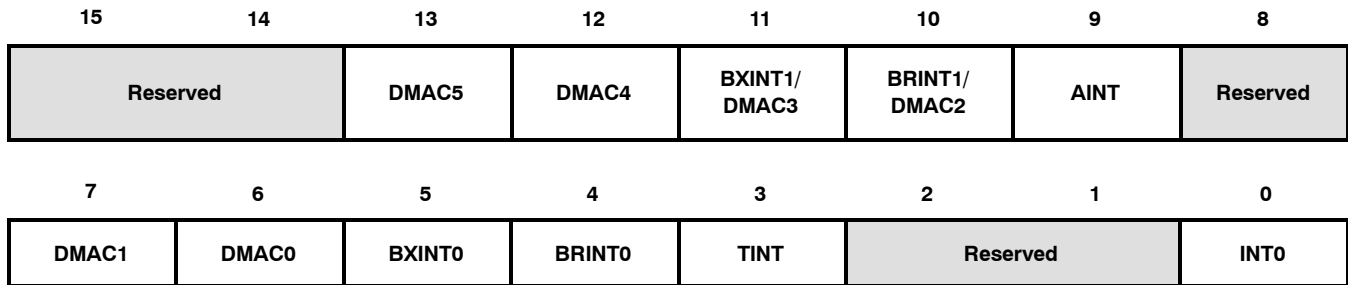 15 14 13 12 11 10 9 8
Reserved DMAC5 DMAC4 BXINT1/ BRINT1/ AINT Reserved
DMAC3 DMAC2
7 6 5 4 3 2 1 0
DMAC1 DMAC0 BXINT0 BRINT0 TINT Reserved INT0